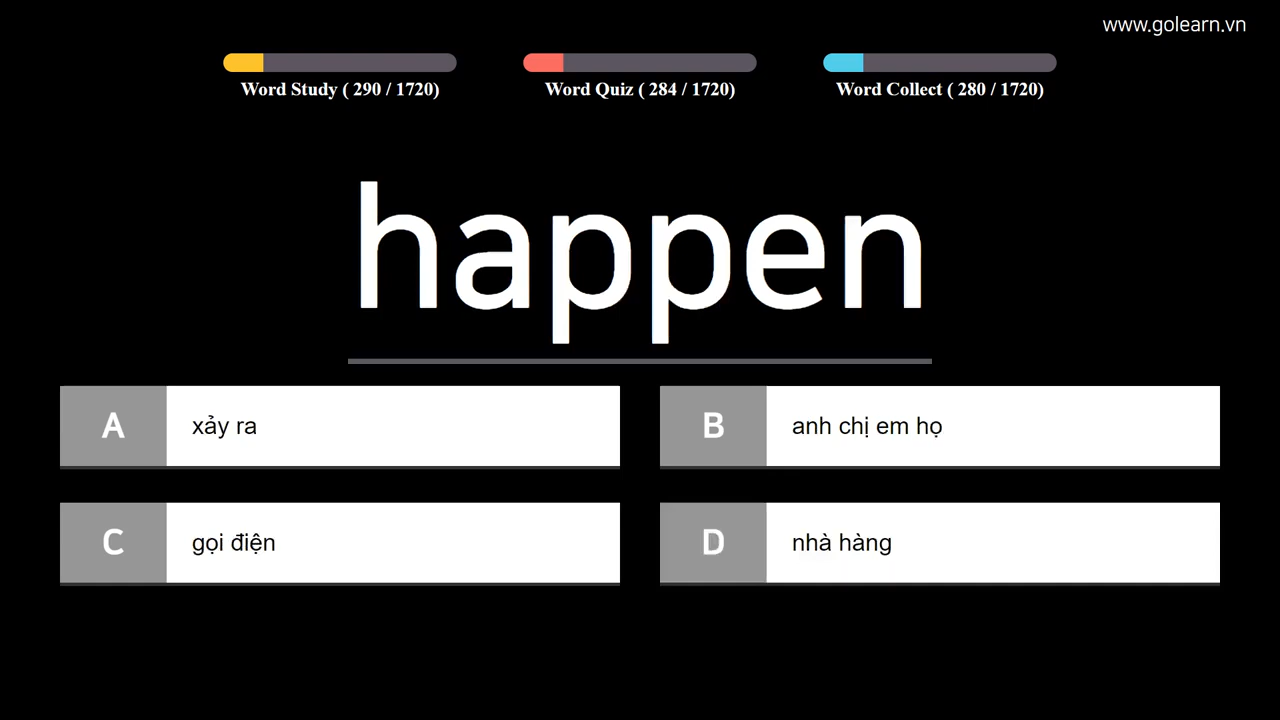 www.golearn.vn
Word Study ( 290 / 1720)
Word Quiz ( 284 / 1720)
Word Collect ( 280 / 1720)
happen
A xảy ra
B anh chị em họ
C gọi điện
D nhà hàng